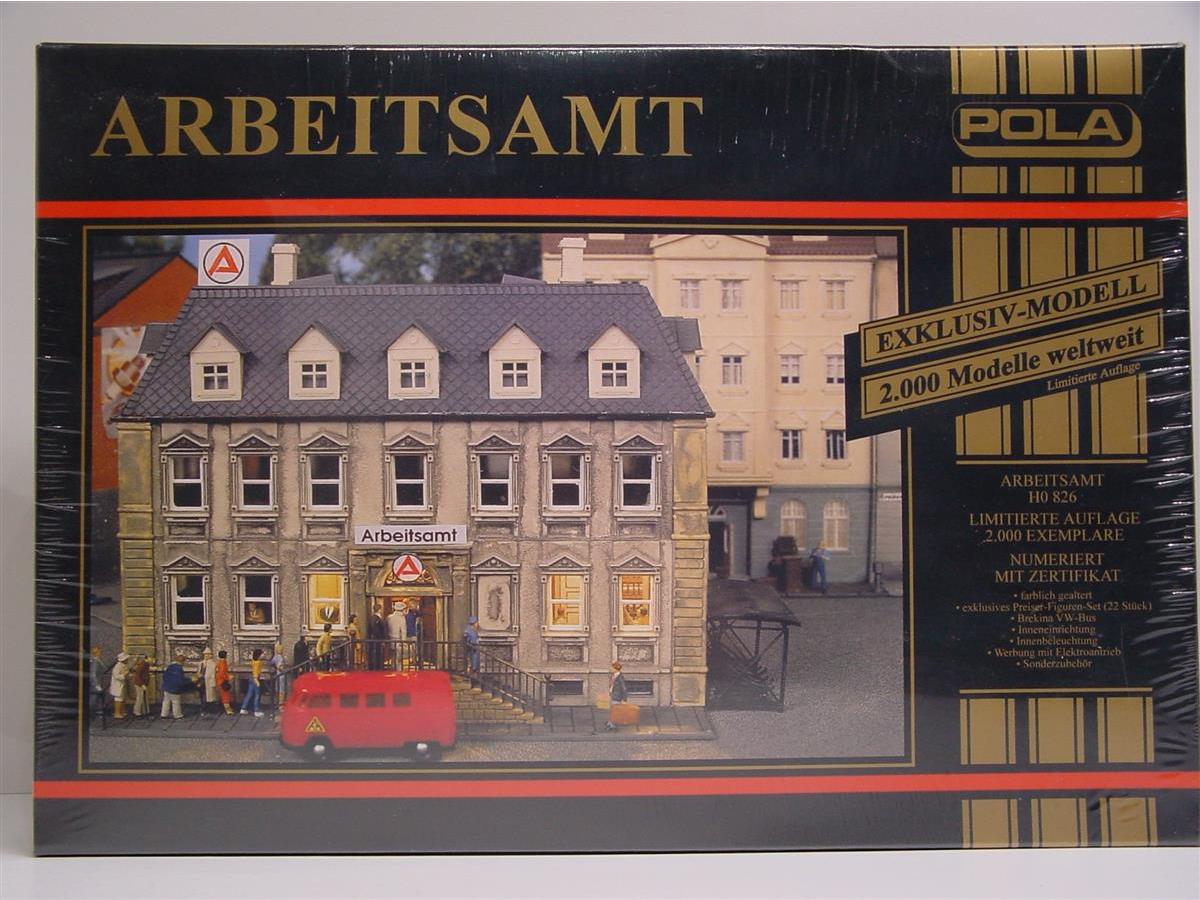 ARBEITSAMT
POLA
EXKLUSIV-MODELL
2.000 Modelle weltweit
Limitierte Auflage
Arbeitsamt
A
A
ARBEITSAMT
H0 826
LIMITIERTE AUFLAGE
2.000 EXEMPLARE
NUMERIERT
MIT ZERTIFIKAT
• farblich gealtert
• exklusives Preiser-Figuren-Set (22 Stück)
• Brekina VW-Bus
• Inneneinrichtung
• Innenbeleuchtung
• Werbung mit Elektroantrieb
• Sonderzubehör